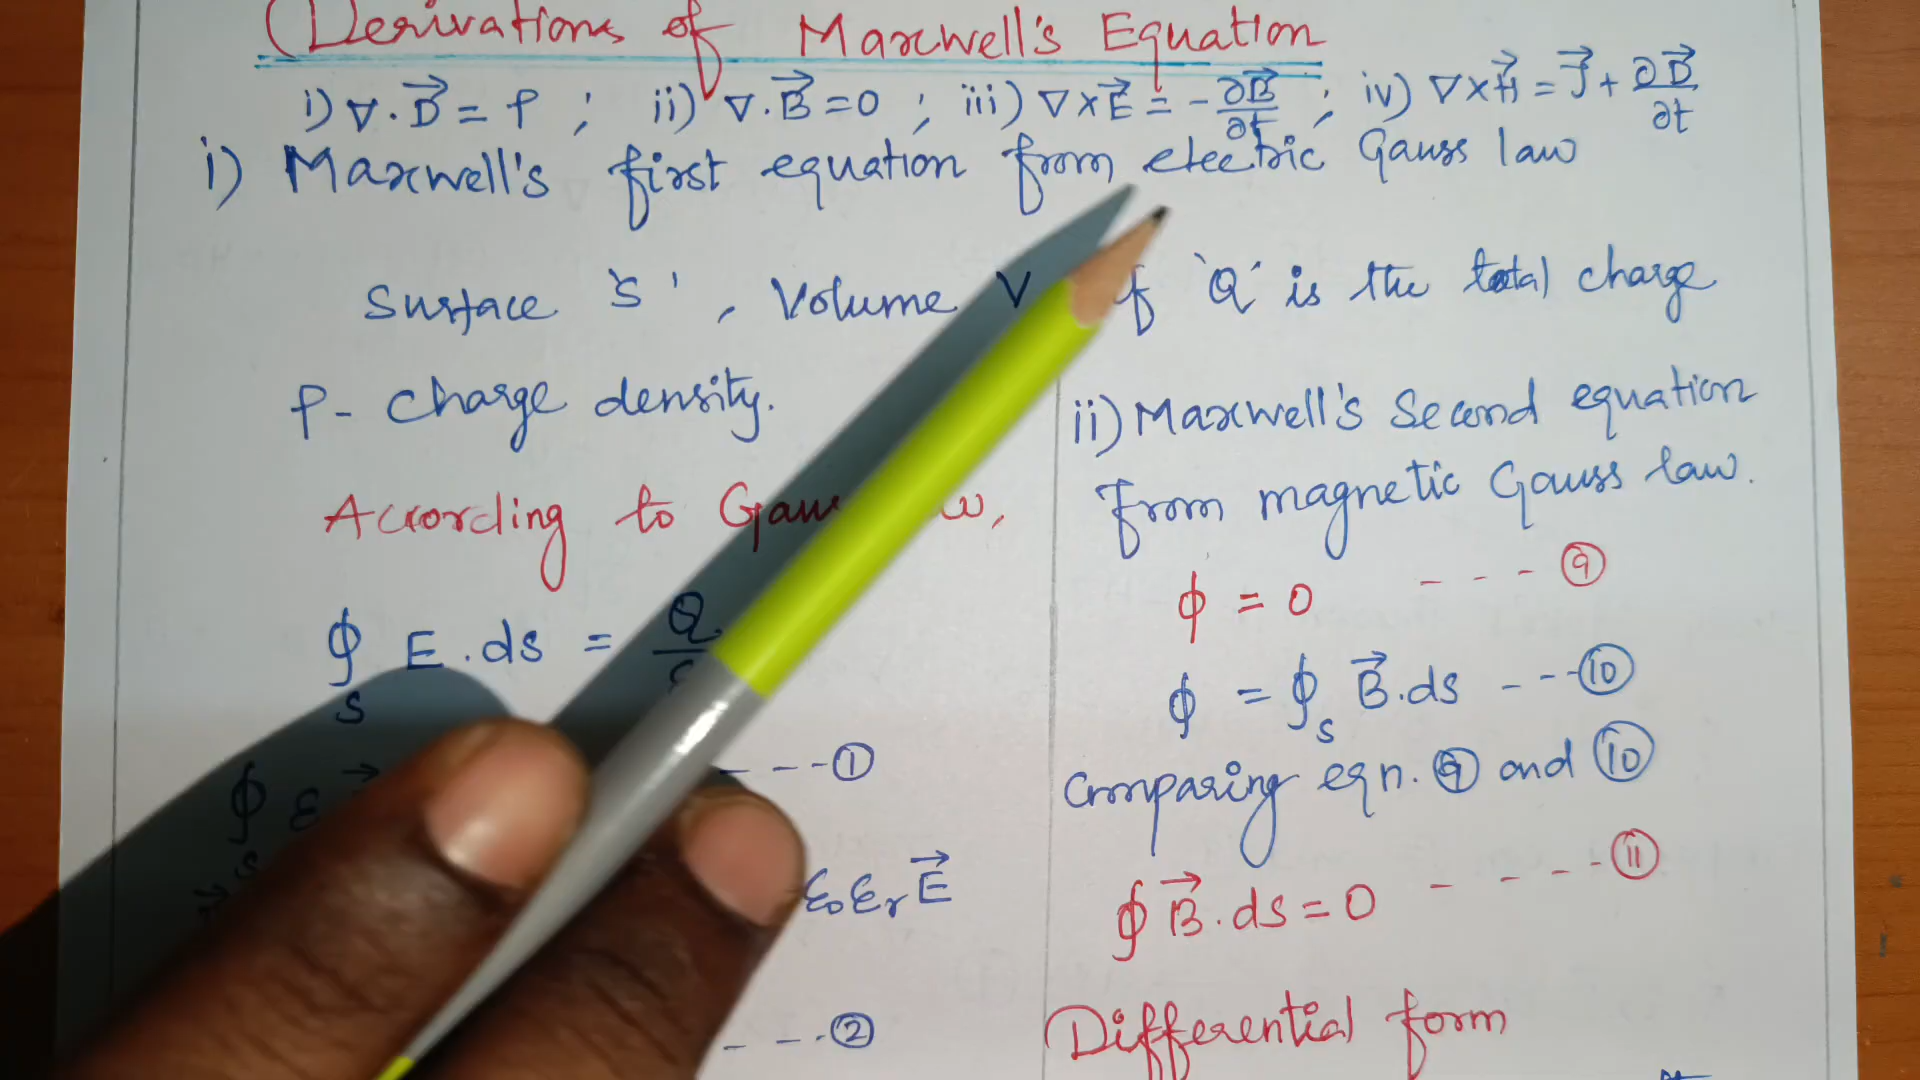 Derivations of Maxwell's Equation
i) ∇.D⃗ = ρ ; ii) ∇.B⃗ = 0 ; iii) ∇×E⃗ = -∂B⃗/∂t ; iv) ∇×H⃗ = J⃗ + ∂D⃗/∂t
i) Maxwell's first equation from electric Gauss law
Surface 'S' , Volume V if 'Q' is the total charge
ρ - charge density.
According to
∮S E.ds = Q
---①
ε₀εᵣE⃗
---②
ii) Maxwell's Second equation
from magnetic Gauss law.
ϕ = 0 --- ⑨
ϕ = ∮S B⃗.ds --- ⑩
Comparing eqn. ⑨ and ⑩
∮ B⃗.ds = 0 ---- ⑪
Differential form